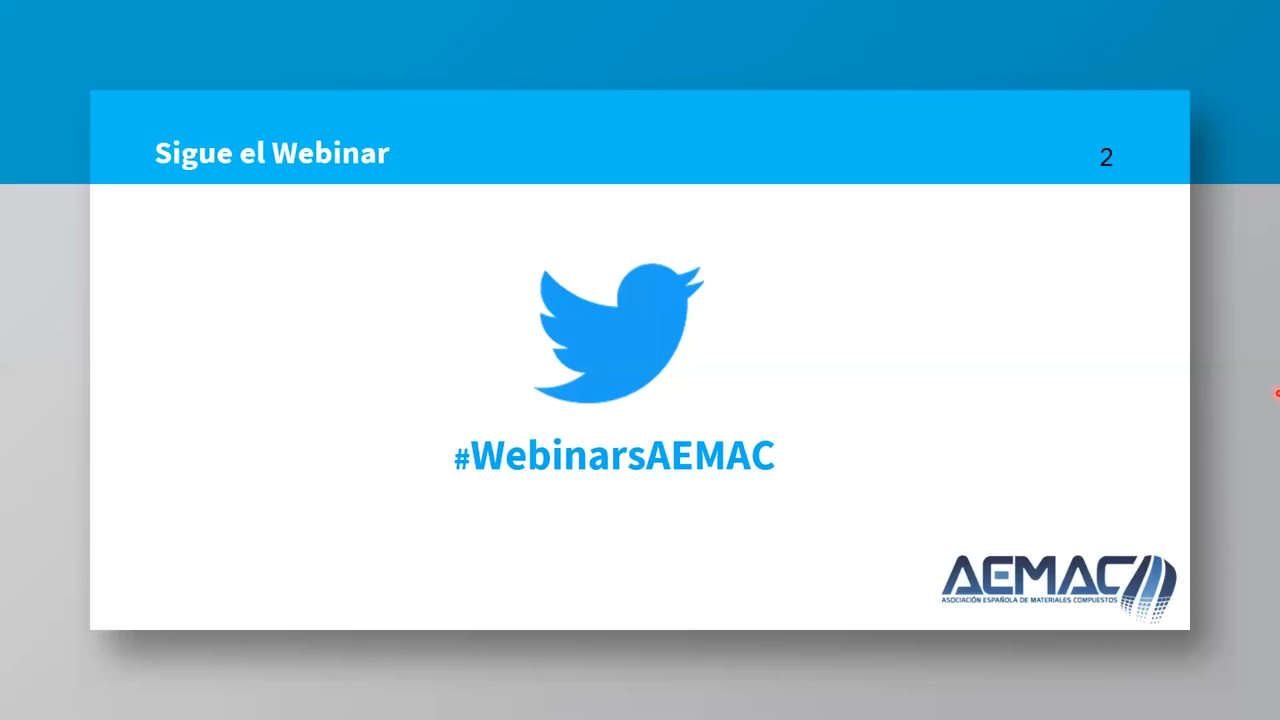 Sigue el Webinar
2
#WebinarsAEMAC
AEMAC
ASOCIACIÓN ESPAÑOLA DE MATERIALES COMPUESTOS